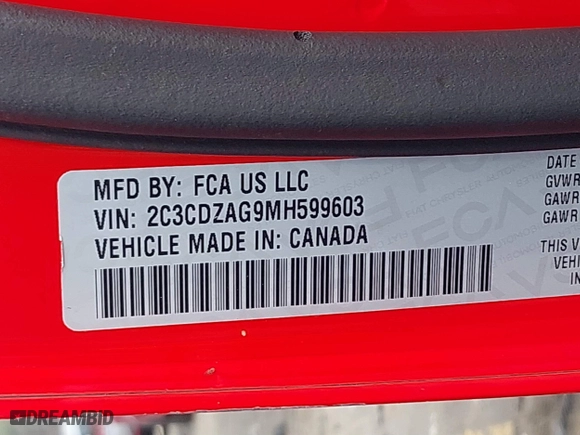 MFD BY: FCA US LLC
VIN: 2C3CDZAG9MH599603
VEHICLE MADE IN: CANADA
DATE
GVWR
GAWR
GAWR
THIS V
VEHI
IN
DREAMBID